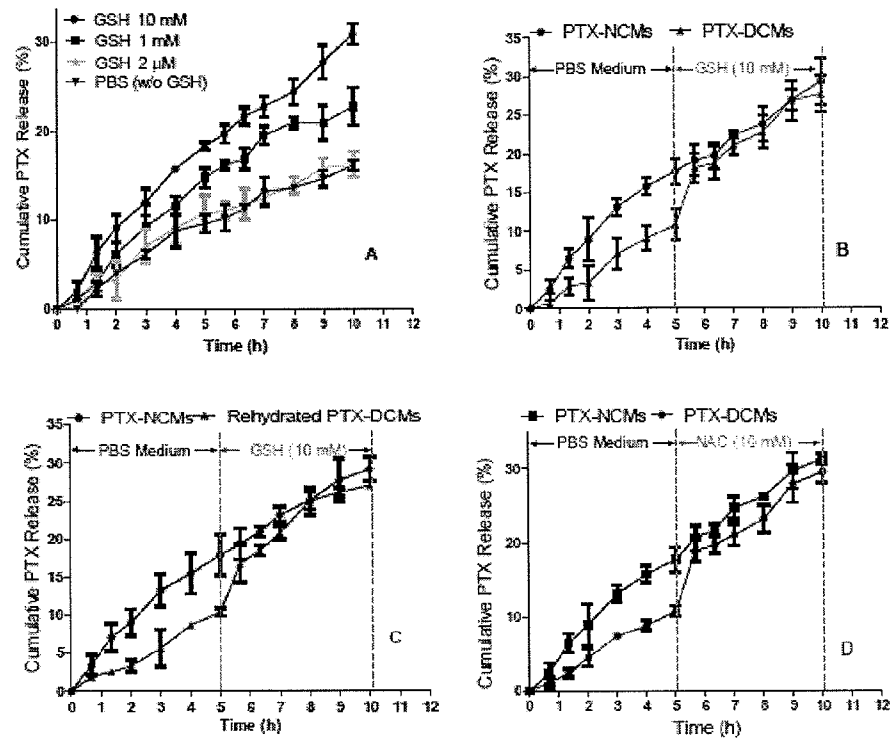 GSH 10 mM
GSH 1 mM
GSH 2 μM
PBS (w/o GSH)
Cumulative PTX Release (%)
30
20
10
0
0 1 2 3 4 5 6 7 8 9 10 11 12
Time (h)
A
PTX-NCMs PTX-DCMs
PBS Medium GSH (10 mM)
Cumulative PTX Release (%)
35
30
25
20
15
10
5
0
0 1 2 3 4 5 6 7 8 9 10 11 12
Time (h)
B
PTX-NCMs Rehydrated PTX-DCMs
PBS Medium GSH (10 mM)
Cumulative PTX Release (%)
35
30
25
20
15
10
5
0
0 1 2 3 4 5 6 7 8 9 10 11 12
Time (h)
C
PTX-NCMs PTX-DCMs
PBS Medium NAC (10 mM)
Cumulative PTX Release (%)
30
20
10
0
0 1 2 3 4 5 6 7 8 9 10 11 12
Time (h)
D